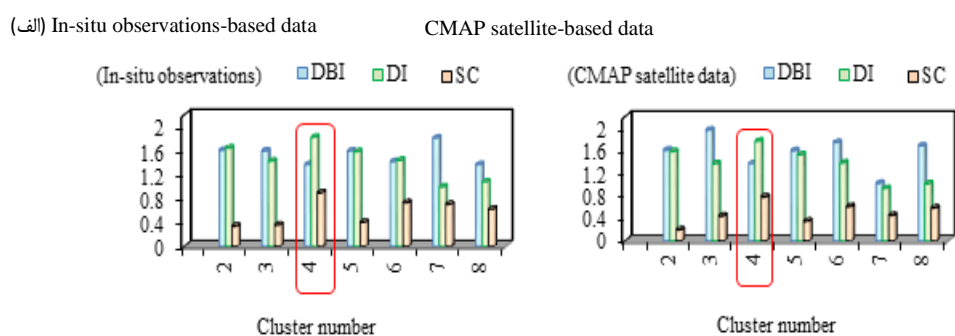 (الف) In-situ observations-based data
CMAP satellite-based data
(In-situ observations) DBI DI SC
2
1.6
1.2
0.8
0.4
0
2 3 4 5 6 7 8
Cluster number
(CMAP satellite data) DBI DI SC
2
1.6
1.2
0.8
0.4
0
2 3 4 5 6 7 8
Cluster number